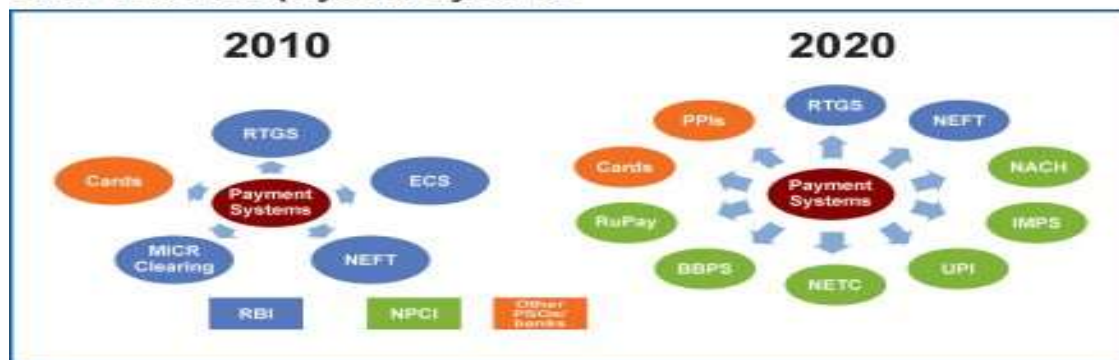 2010
RTGS
Cards
ECS
Payment
Systems
MICR
Clearing
NEFT
RBI
NPCI
Other
PSOs/
banks
2020
RTGS
PPIs
NEFT
Cards
NACH
Payment
Systems
RuPay
IMPS
BBPS
UPI
NETC